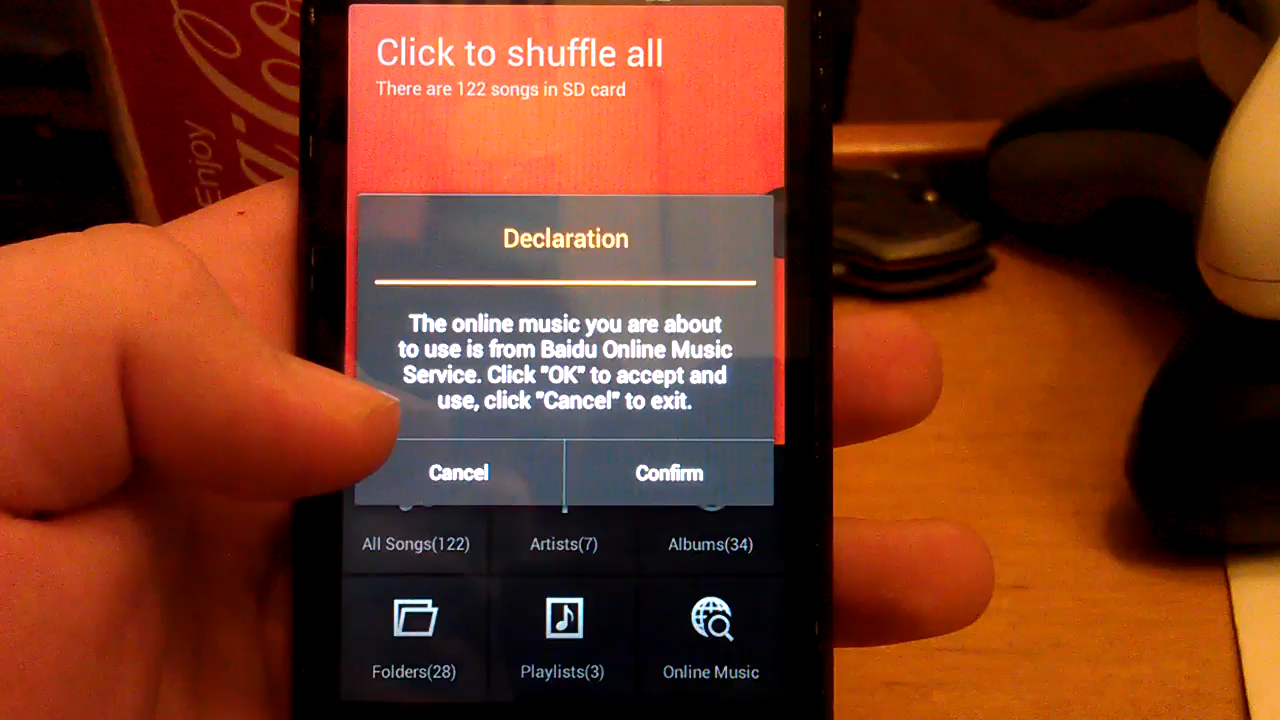 Click to shuffle all
There are 122 songs in SD card
Declaration
The online music you are about
to use is from Baidu Online Music
Service. Click "OK" to accept and
use, click "Cancel" to exit.
Cancel
Confirm
All Songs(122)
Artists(7)
Albums(34)
Folders(28)
Playlists(3)
Online Music
Enjoy